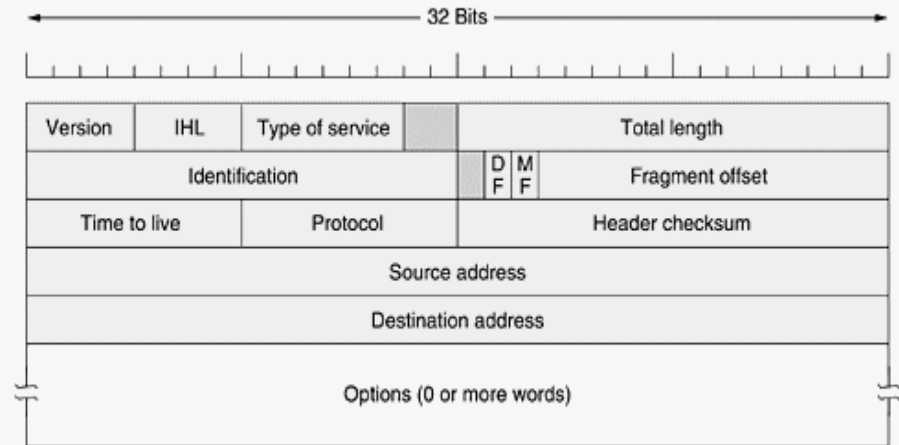 32 Bits
Version IHL Type of service Total length
Identification D F M F Fragment offset
Time to live Protocol Header checksum
Source address
Destination address
Options (0 or more words)